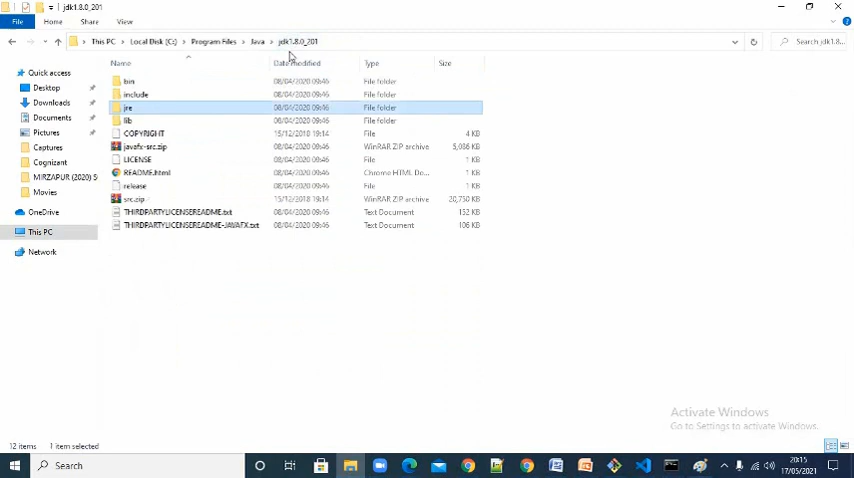 jdk1.8.0_201
File Home Share View
This PC > Local Disk (C:) > Program Files > Java > jdk1.8.0_201
Search jdk1.8...
Name Date modified Type Size
Quick access
Desktop
Downloads
Documents
Pictures
Captures
Cognizant
MIRZAPUR (2020) S
Movies
OneDrive
This PC
Network
bin 08/04/2020 09:46 File folder
include 08/04/2020 09:46 File folder
jre 08/04/2020 09:46 File folder
lib 08/04/2020 09:46 File folder
COPYRIGHT 15/12/2018 19:14 File 4 KB
javafx-src.zip 08/04/2020 09:46 WinRAR ZIP archive 5,086 KB
LICENSE 08/04/2020 09:46 File 1 KB
README.html 08/04/2020 09:46 Chrome HTML Do... 1 KB
release 08/04/2020 09:46 File 1 KB
src.zip 15/12/2018 19:14 WinRAR ZIP archive 20,750 KB
THIRDPARTYLICENSEREADME.txt 08/04/2020 09:46 Text Document 152 KB
THIRDPARTYLICENSEREADME-JAVAFX.txt 08/04/2020 09:46 Text Document 106 KB
Activate Windows
Go to Settings to activate Windows.
12 items 1 item selected
Search
20:15
17/05/2021